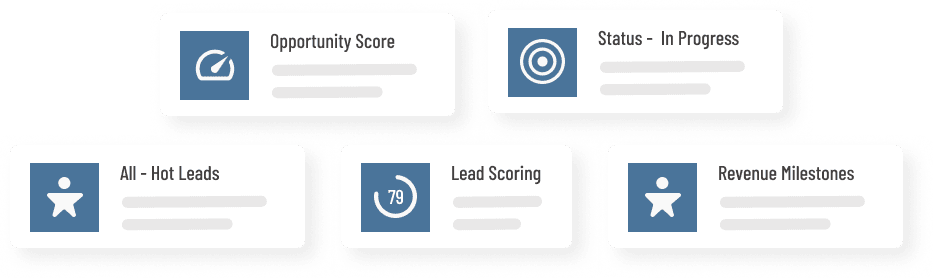 Opportunity Score
Status -  In Progress
All - Hot Leads
79
Lead Scoring
Revenue Milestones